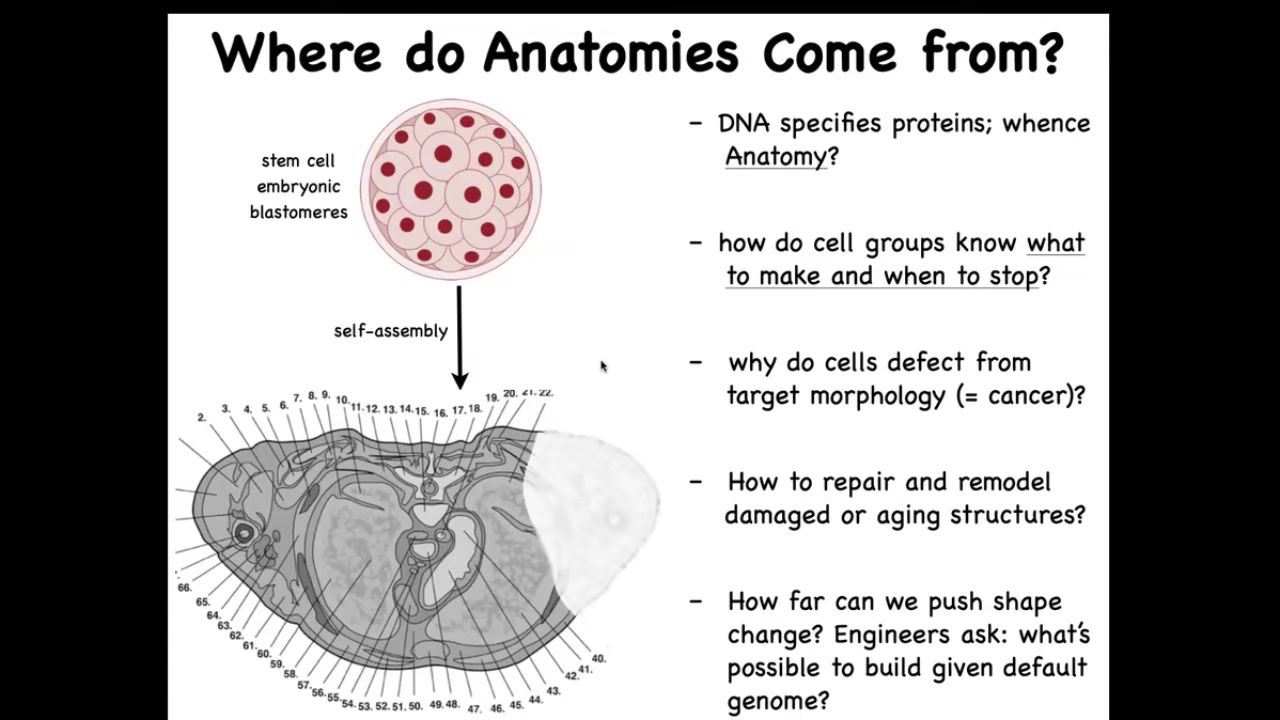 Where do Anatomies Come from?
stem cell
embryonic
blastomeres
self-assembly
- DNA specifies proteins; whence
Anatomy?
- how do cell groups know what
to make and when to stop?
- why do cells defect from
target morphology (= cancer)?
- How to repair and remodel
damaged or aging structures?
- How far can we push shape
change? Engineers ask: what's
possible to build given default
genome?
2. 3. 4. 5. 6. 7. 8. 9. 10. 11. 12. 13. 14. 15. 16. 17. 18. 19. 20. 21. 22.
66. 65. 64. 63. 62. 61. 60. 59. 58. 57. 56. 55. 54. 53. 52. 51. 50. 49. 48. 47. 46. 45. 44. 43. 42. 41. 40.